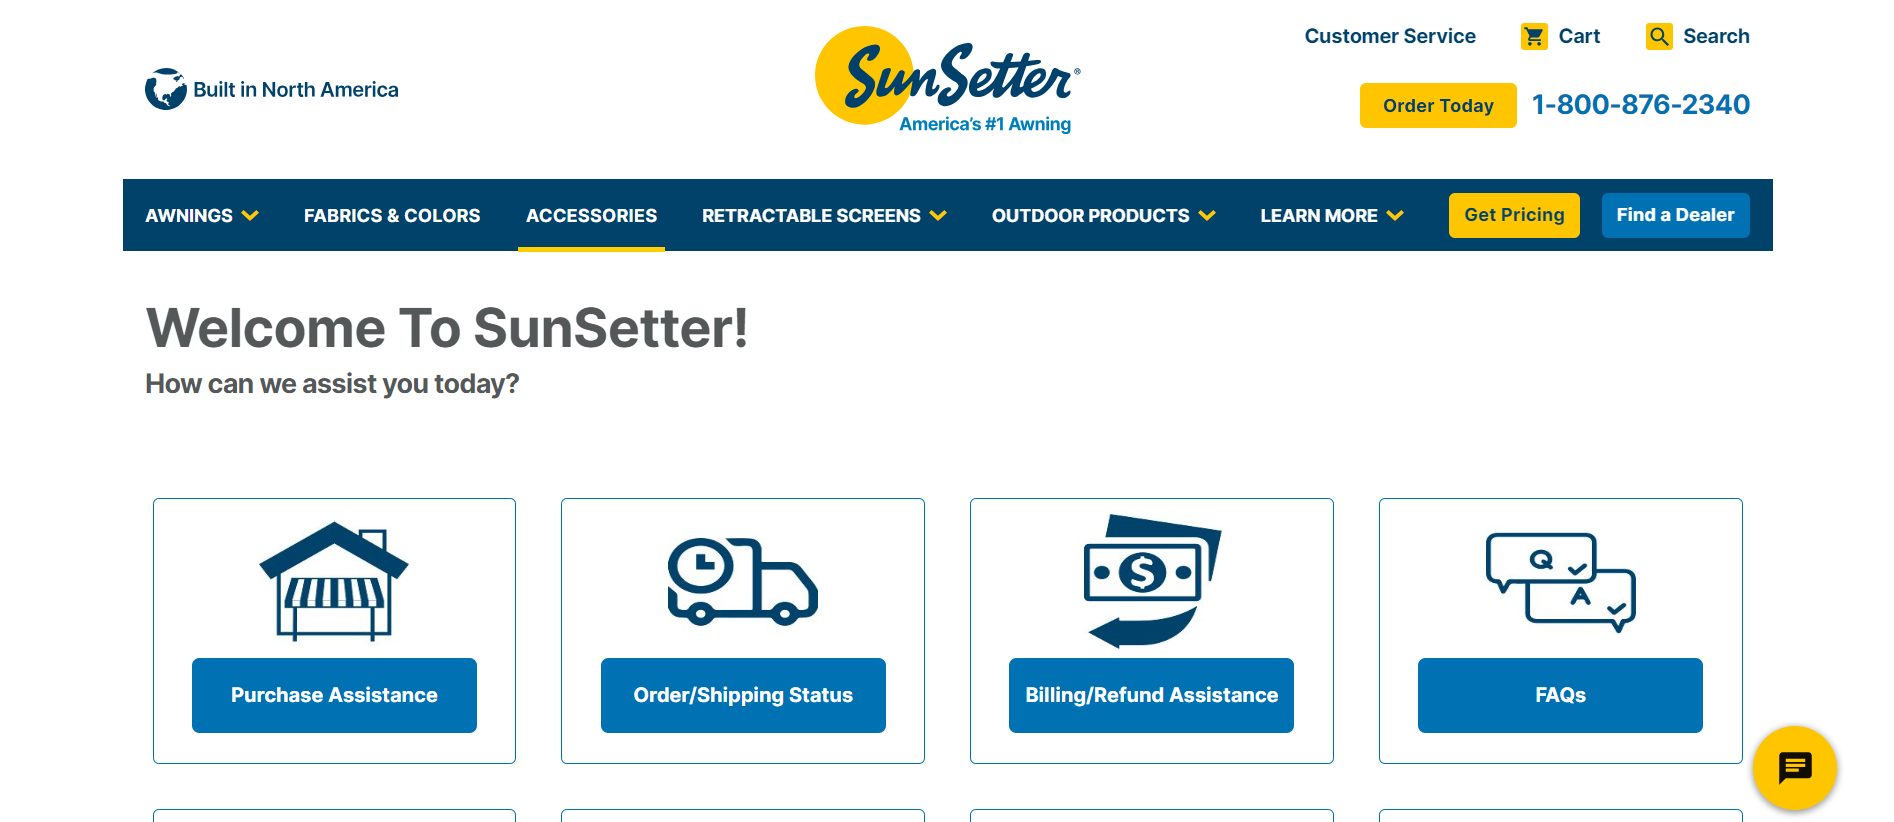 Customer Service
Cart
Search
Built in North America
SunSetter®
America's #1 Awning
Order Today
1-800-876-2340
AWNINGS
FABRICS & COLORS
ACCESSORIES
RETRACTABLE SCREENS
OUTDOOR PRODUCTS
LEARN MORE
Get Pricing
Find a Dealer
Welcome To SunSetter!
How can we assist you today?
$
Q
A
Purchase Assistance
Order/Shipping Status
Billing/Refund Assistance
FAQs